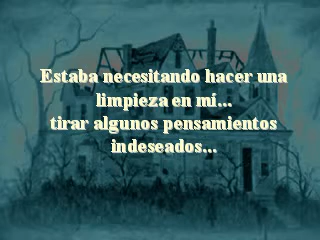 Estaba necesitando hacer una
limpieza en mí...
tirar algunos pensamientos
indeseados...